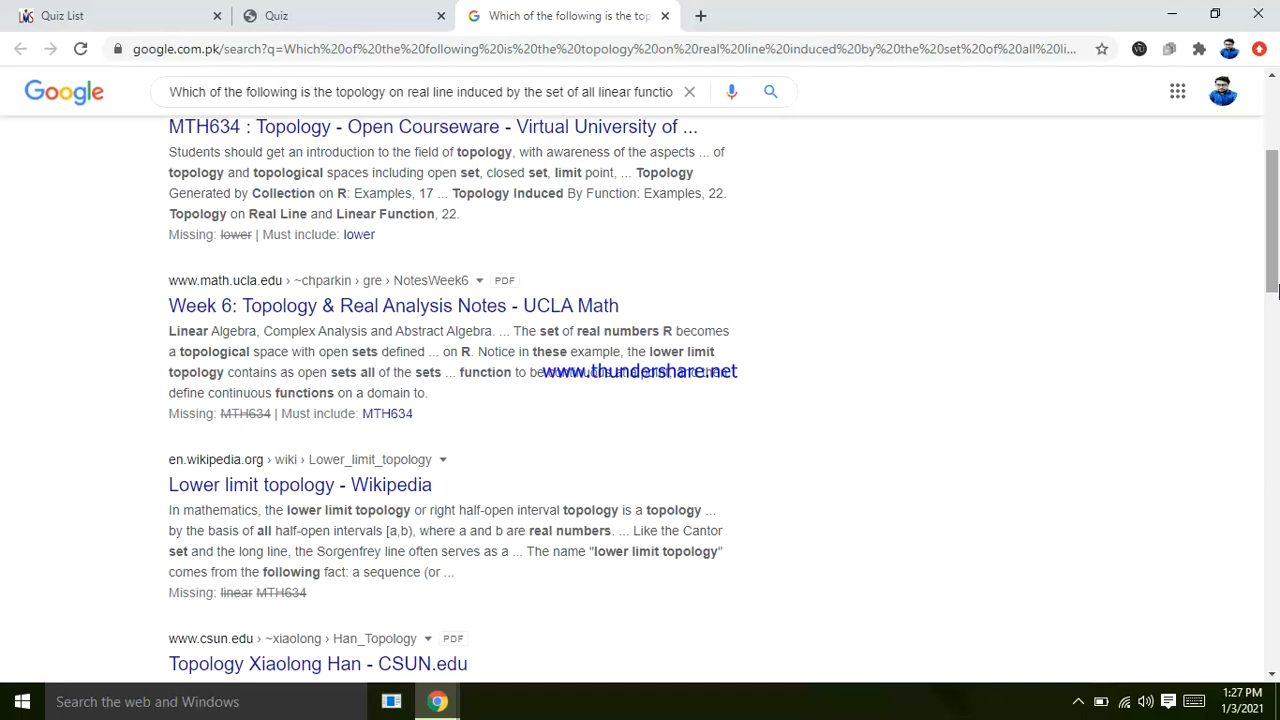 Quiz List
Quiz
Which of the following is the top
google.com.pk/search?q=Which%20of%20the%20following%20is%20the%20topology%20on%20real%20line%20induced%20by%20the%20set%20of%20all%20li...
Google
Which of the following is the topology on real line induced by the set of all linear functio
MTH634 : Topology - Open Courseware - Virtual University of ...
Students should get an introduction to the field of topology, with awareness of the aspects ... of
topology and topological spaces including open set, closed set, limit point, ... Topology
Generated by Collection on R: Examples, 17 ... Topology Induced By Function: Examples, 22.
Topology on Real Line and Linear Function, 22.
Missing: lower | Must include: lower
www.math.ucla.edu › ~chparkin › gre › NotesWeek6 PDF
Week 6: Topology & Real Analysis Notes - UCLA Math
Linear Algebra, Complex Analysis and Abstract Algebra. ... The set of real numbers R becomes
a topological space with open sets defined ... on R. Notice in these example, the lower limit
topology contains as open sets all of the sets ... function to be continuous at a point, and then
www.thundershare.net
define continuous functions on a domain to.
Missing: MTH634 | Must include: MTH634
en.wikipedia.org › wiki › Lower_limit_topology
Lower limit topology - Wikipedia
In mathematics, the lower limit topology or right half-open interval topology is a topology ...
by the basis of all half-open intervals [a,b), where a and b are real numbers. ... Like the Cantor
set and the long line, the Sorgenfrey line often serves as a ... The name "lower limit topology"
comes from the following fact: a sequence (or ...
Missing: linear MTH634
www.csun.edu › ~xiaolong › Han_Topology PDF
Topology Xiaolong Han - CSUN.edu
Search the web and Windows
1:27 PM
1/3/2021